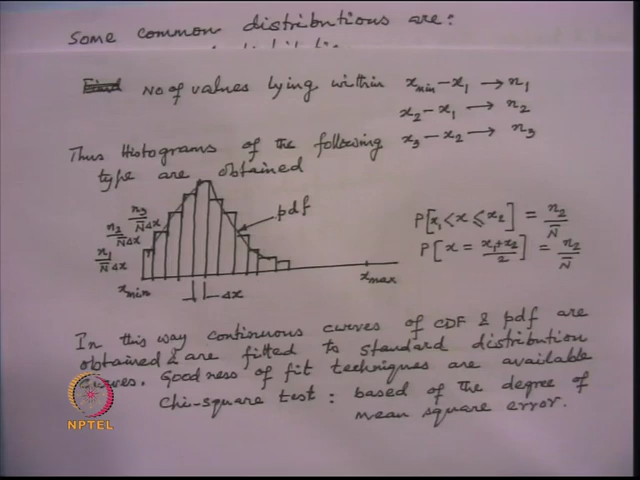 Some common distributions are:
No of values lying within x_min – x_1 → n_1
x_2 – x_1 → n_2
x_3 – x_2 → n_3
Thus Histograms of the following
type are obtained
n_3/N̄Δx
n_2/N̄Δx
n_1/N̄Δx
pdf
P[x_1 < x ≤ x_2] = n_2/N̄
P[x = (x_1+x_2)/2] = n_2/N̄
x_min
Δx
x_max
In this way continuous curves of CDF & pdf are
obtained & are fitted to standard distribution
curves. Goodness of fit techniques are available
Chi-square test: based of the degree of
mean square error.
NPTEL